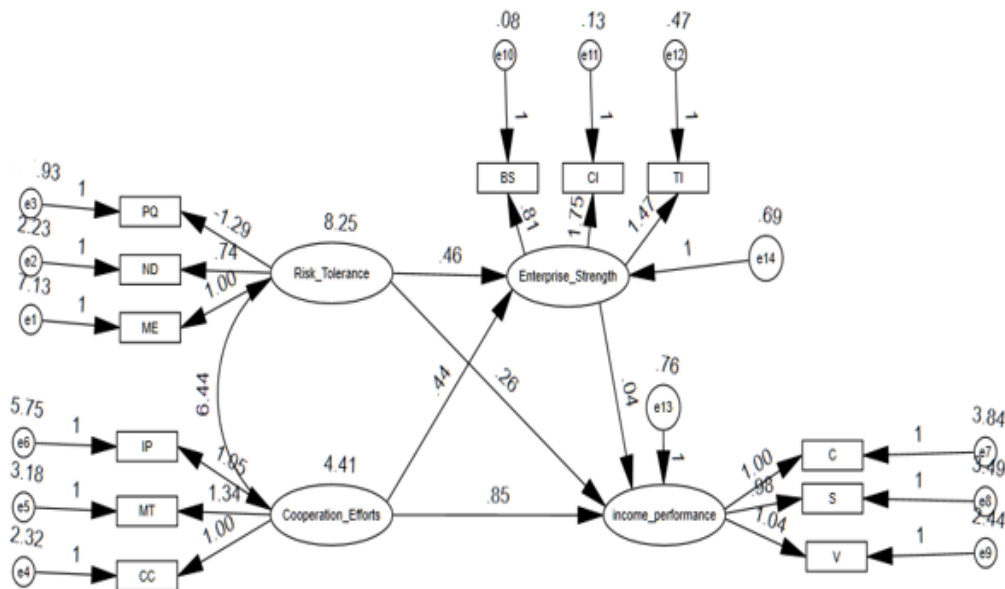 .08
.13
.47
e10
e11
e12
1
1
1
BS
CI
TI
.81
1.75
1.47
.93
e3
1
PQ
-1.29
2.23
e2
1
ND
.74
7.13
e1
1
ME
1.00
8.25
Risk_Tolerance
.46
Enterprise_Strength
1
.69
e14
6.44
.44
.26
.04
.76
e13
1
5.75
e6
1
IP
1.05
3.18
e5
1
MT
1.34
2.32
e4
1
CC
1.00
4.41
Cooperation_Efforts
.85
income_performance
1.00
C
1
3.84
e7
.98
S
1
3.49
e8
1.04
V
1
2.44
e9